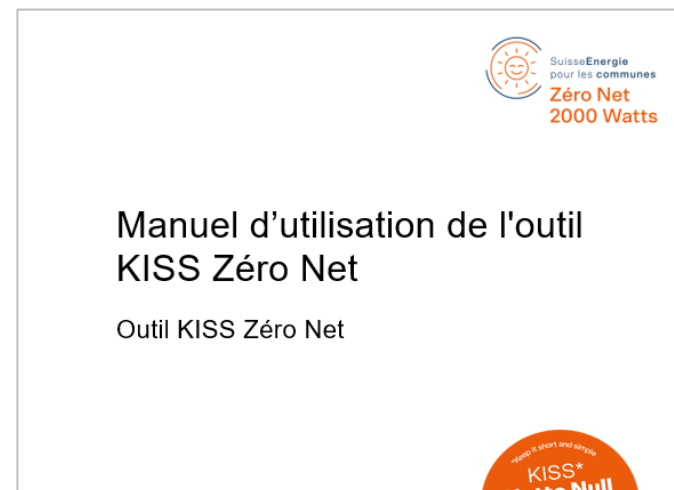 SuisseEnergie
pour les communes
Zéro Net
2000 Watts
Manuel d’utilisation de l'outil
KISS Zéro Net
Outil KISS Zéro Net
*Keep it short and simple
KISS*
Null